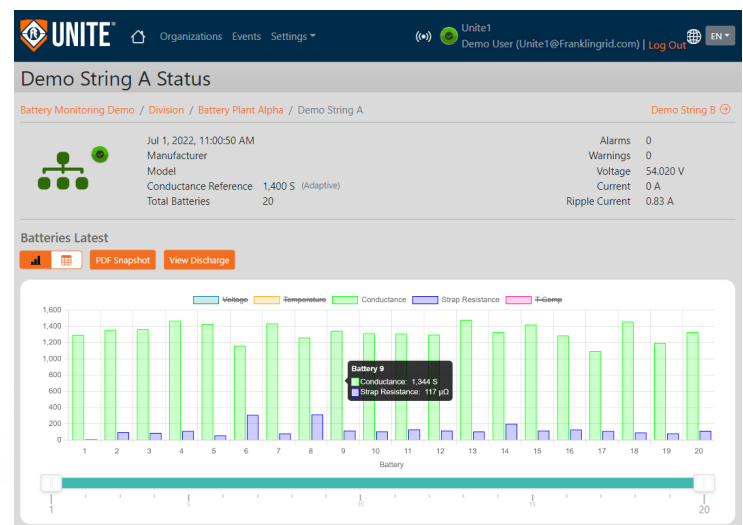 UNITE
Organizations Events Settings
Unite1
Demo User (Unite1@Franklingrid.com) | Log Out
EN
Demo String A Status
Battery Monitoring Demo / Division / Battery Plant Alpha / Demo String A
Demo String B
Jul 1, 2022, 11:00:50 AM
Manufacturer
Model
Conductance Reference 1,400 S (Adaptive)
Total Batteries 20
Alarms 0
Warnings 0
Voltage 54.020 V
Current 0 A
Ripple Current 0.83 A
Batteries Latest
PDF Snapshot View Discharge
Voltage Temperature Conductance Strap Resistance T-Comp
1,600
1,400
1,200
1,000
800
600
400
200
0
Battery 9
Conductance: 1,344 S
Strap Resistance: 117 μΩ
1 2 3 4 5 6 7 8 9 10 11 12 13 14 15 16 17 18 19 20
Battery
1 5 10 15 20